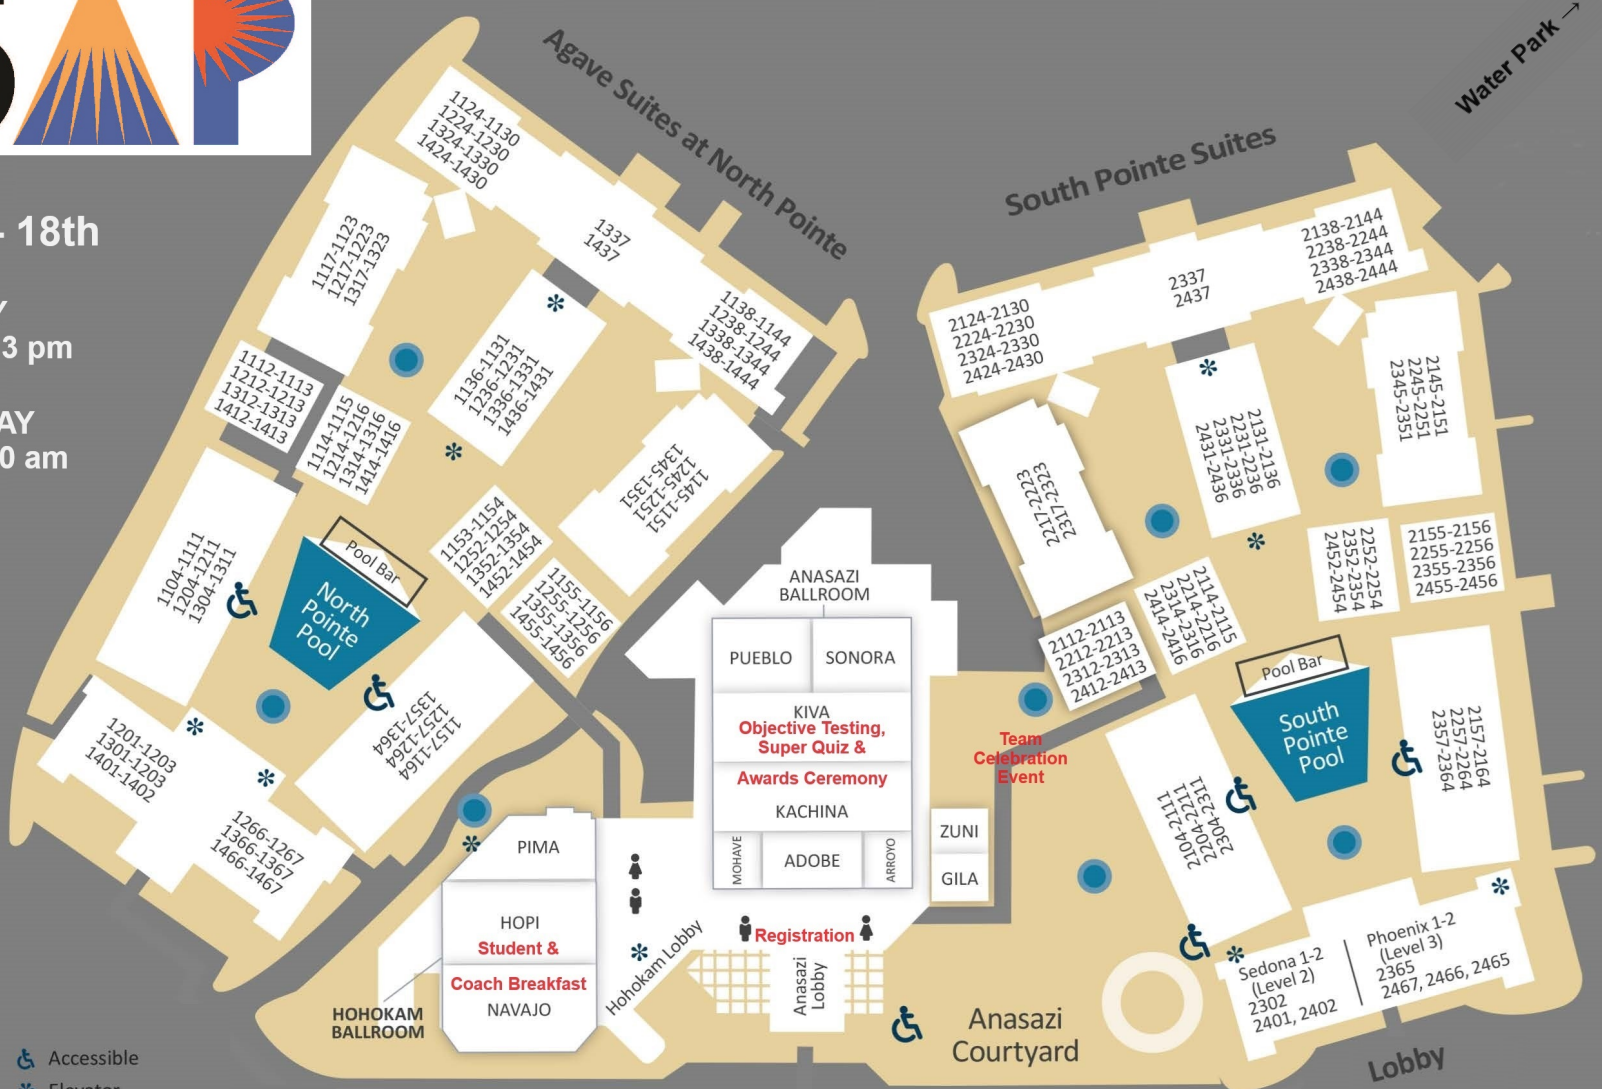 AP
- 18th
Y
3 pm
AY
0 am
Agave Suites at North Pointe
1124-1130
1224-1230
1324-1330
1424-1430
1337
1437
1138-1144
1238-1244
1338-1344
1438-1444
1117-1123
1217-1223
1317-1323
1136-1131
1236-1231
1336-1331
1436-1431
1112-1113
1212-1213
1312-1313
1412-1413
1114-1115
1214-1216
1314-1316
1414-1416
1145-1151
1245-1251
1345-1351
1153-1154
1252-1254
1352-1354
1452-1454
1155-1156
1255-1256
1355-1356
1455-1456
1104-1111
1204-1211
1304-1311
Pool Bar
North
Pointe
Pool
1157-1164
1257-1264
1357-1364
1201-1203
1301-1203
1401-1402
1266-1267
1366-1367
1466-1467
Water Park →
South Pointe Suites
2124-2130
2224-2230
2324-2330
2424-2430
2337
2437
2138-2144
2238-2244
2338-2344
2438-2444
2145-2151
2245-2251
2345-2351
2131-2136
2231-2236
2331-2336
2431-2436
2317-2323
2217-2223
2112-2113
2212-2213
2312-2313
2412-2413
2114-2115
2214-2216
2314-2316
2414-2416
2252-2254
2352-2354
2452-2454
2155-2156
2255-2256
2355-2356
2455-2456
Pool Bar
South
Pointe
Pool
2157-2164
2257-2264
2357-2364
2104-2111
2204-2211
2304-2311
Sedona 1-2
(Level 2)
2302
2401, 2402
Phoenix 1-2
(Level 3)
2365
2467, 2466, 2465
Lobby
ANASAZI
BALLROOM
PUEBLO
SONORA
KIVA
Objective Testing,
Super Quiz &
Awards Ceremony
KACHINA
MOHAVE
ADOBE
ARROYO
ZUNI
GILA
Team
Celebration
Event
PIMA
HOPI
Student &
Coach Breakfast
NAVAJO
HOHOKAM
BALLROOM
Hohokam Lobby
Registration
Anasazi
Lobby
Anasazi
Courtyard
Accessible
Elevator